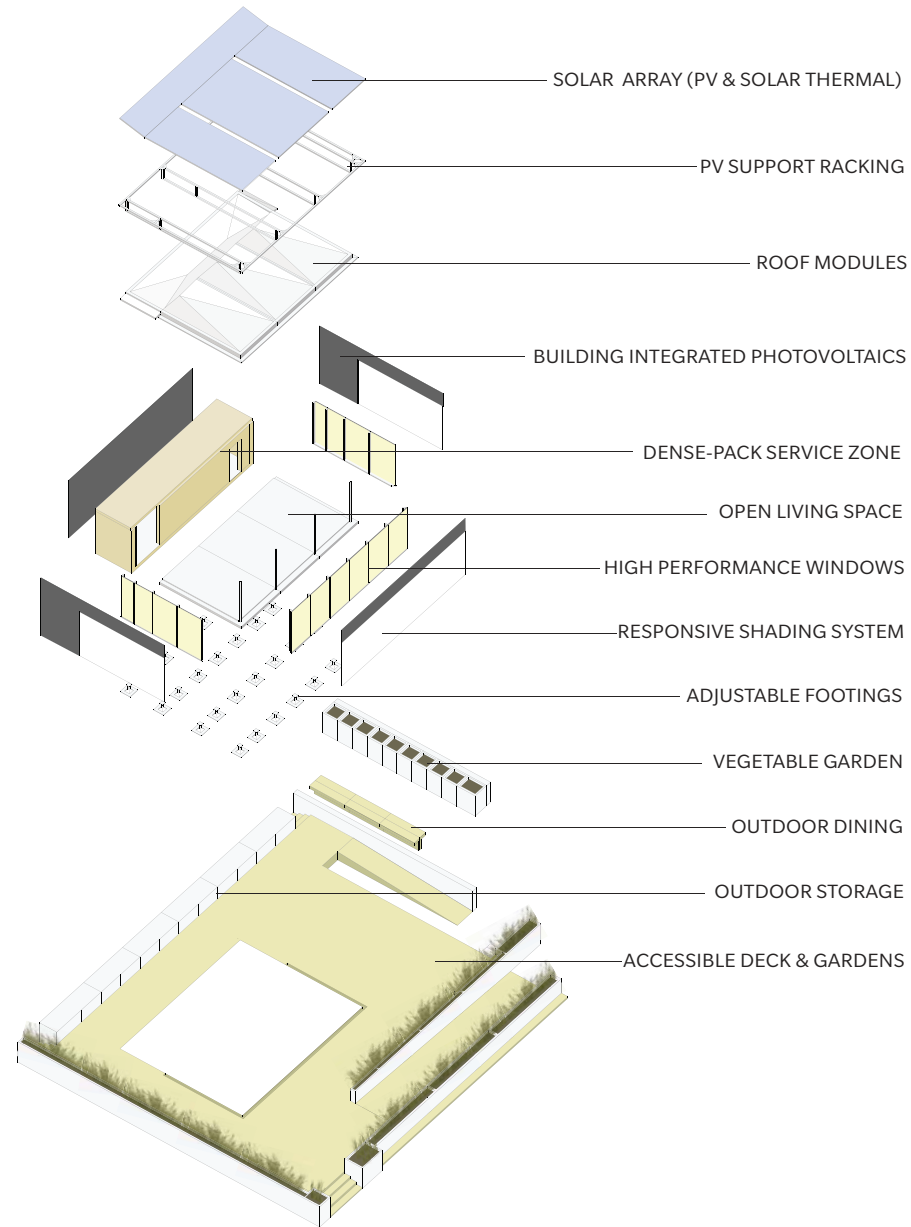 SOLAR ARRAY (PV & SOLAR THERMAL)
PV SUPPORT RACKING
ROOF MODULES
BUILDING INTEGRATED PHOTOVOLTAICS
DENSE-PACK SERVICE ZONE
OPEN LIVING SPACE
HIGH PERFORMANCE WINDOWS
RESPONSIVE SHADING SYSTEM
ADJUSTABLE FOOTINGS
VEGETABLE GARDEN
OUTDOOR DINING
OUTDOOR STORAGE
ACCESSIBLE DECK & GARDENS